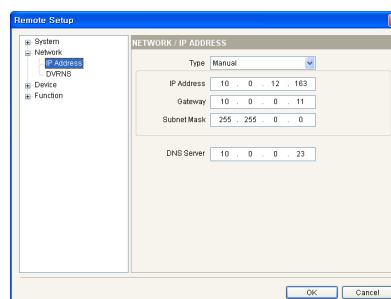 Remote Setup
System
Network
IP Address
DVRNS
Device
Function
NETWORK / IP ADDRESS
Type Manual
IP Address 10 . 0 . 12 . 163
Gateway 10 . 0 . 0 . 11
Subnet Mask 255 . 255 . 0 . 0
DNS Server 10 . 0 . 0 . 23
OK Cancel